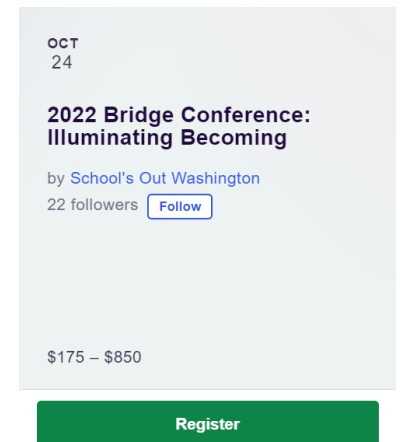 OCT
24
2022 Bridge Conference:
Illuminating Becoming
by School's Out Washington
22 followers Follow
$175 – $850
Register